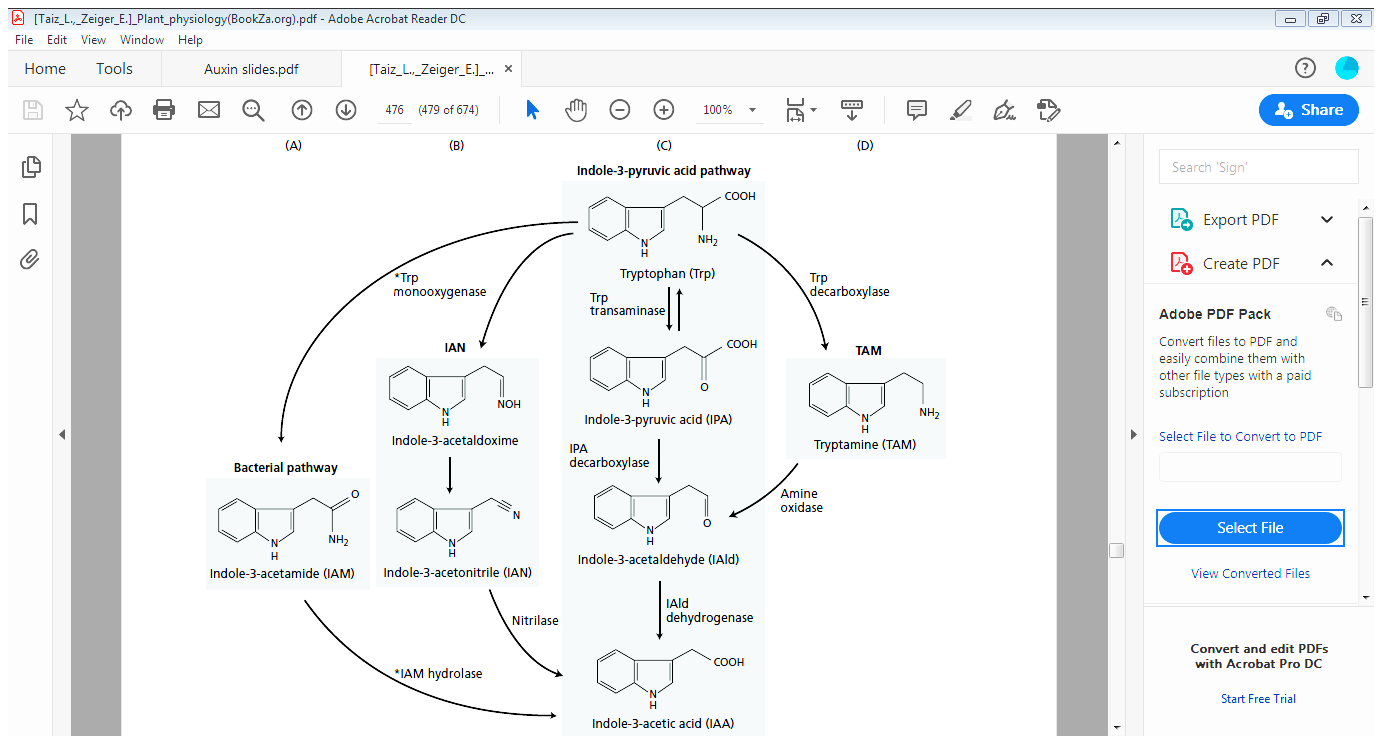 [Taiz_L.,_Zeiger_E.]_Plant_physiology(BookZa.org).pdf - Adobe Acrobat Reader DC
File Edit View Window Help
Home Tools Auxin slides.pdf [Taiz_L.,_Zeiger_E.]_... ×
476 (479 of 674) 100% Share
(A) (B) (C) (D)
Indole-3-pyruvic acid pathway
COOH
NH2
N
H
Tryptophan (Trp)
*Trp
monooxygenase
Trp
transaminase
Trp
decarboxylase
IAN
NOH
N
H
Indole-3-acetaldoxime
COOH
O
N
H
Indole-3-pyruvic acid (IPA)
TAM
NH2
N
H
Tryptamine (TAM)
IPA
decarboxylase
Bacterial pathway
O
NH2
N
H
Indole-3-acetamide (IAM)
N
N
H
Indole-3-acetonitrile (IAN)
O
N
H
Indole-3-acetaldehyde (IAld)
Amine
oxidase
Nitrilase
IAld
dehydrogenase
*IAM hydrolase
COOH
N
H
Indole-3-acetic acid (IAA)
Search 'Sign'
Export PDF
Create PDF
Adobe PDF Pack
Convert files to PDF and
easily combine them with
other file types with a paid
subscription
Select File to Convert to PDF
Select File
View Converted Files
Convert and edit PDFs
with Acrobat Pro DC
Start Free Trial